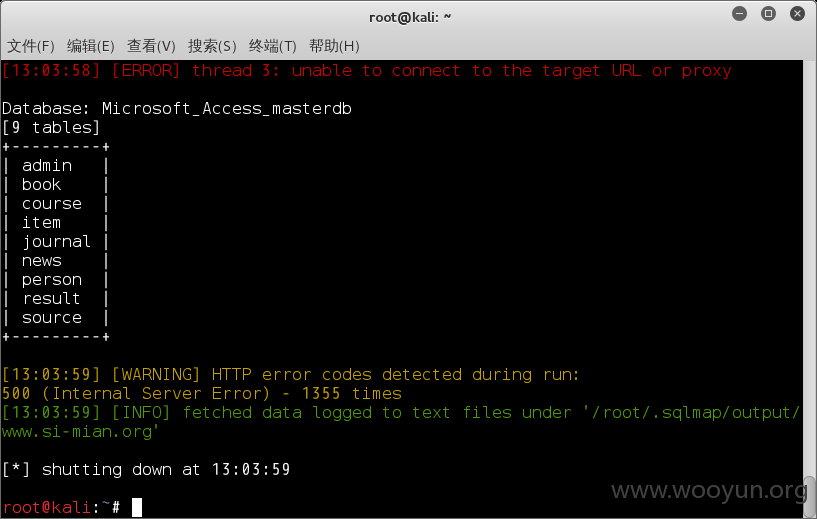 root@kali: ~
文件(F) 编辑(E) 查看(V) 搜索(S) 终端(T) 帮助(H)
[13:03:58] [ERROR] thread 3: unable to connect to the target URL or proxy
Database: Microsoft_Access_masterdb
[9 tables]
+---------+
| admin   |
| book    |
| course  |
| item    |
| journal |
| news    |
| person  |
| result  |
| source  |
+---------+
[13:03:59] [WARNING] HTTP error codes detected during run:
500 (Internal Server Error) - 1355 times
[13:03:59] [INFO] fetched data logged to text files under '/root/.sqlmap/output/
www.si-mian.org'
[*] shutting down at 13:03:59
root@kali:~#
www.wooyun.org